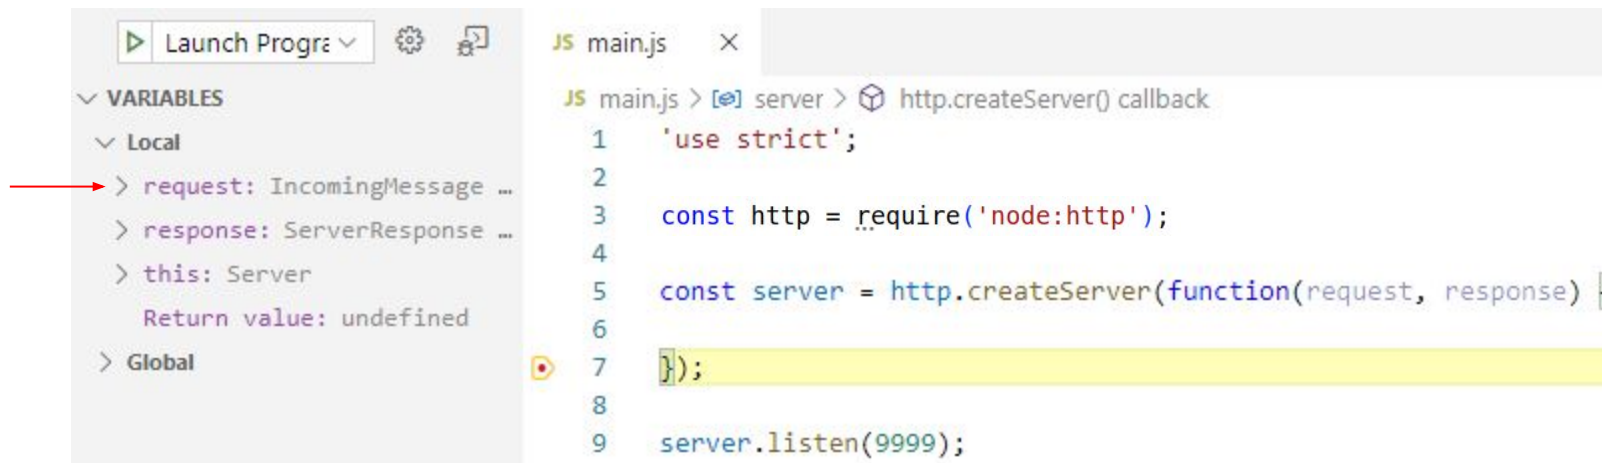 Launch Progra
VARIABLES
Local
request: IncomingMessage …
response: ServerResponse …
this: Server
Return value: undefined
Global
JS main.js
JS main.js > server > http.createServer() callback
1 'use strict';
2
3 const http = require('node:http');
4
5 const server = http.createServer(function(request, response) {
6
7 });
8
9 server.listen(9999);